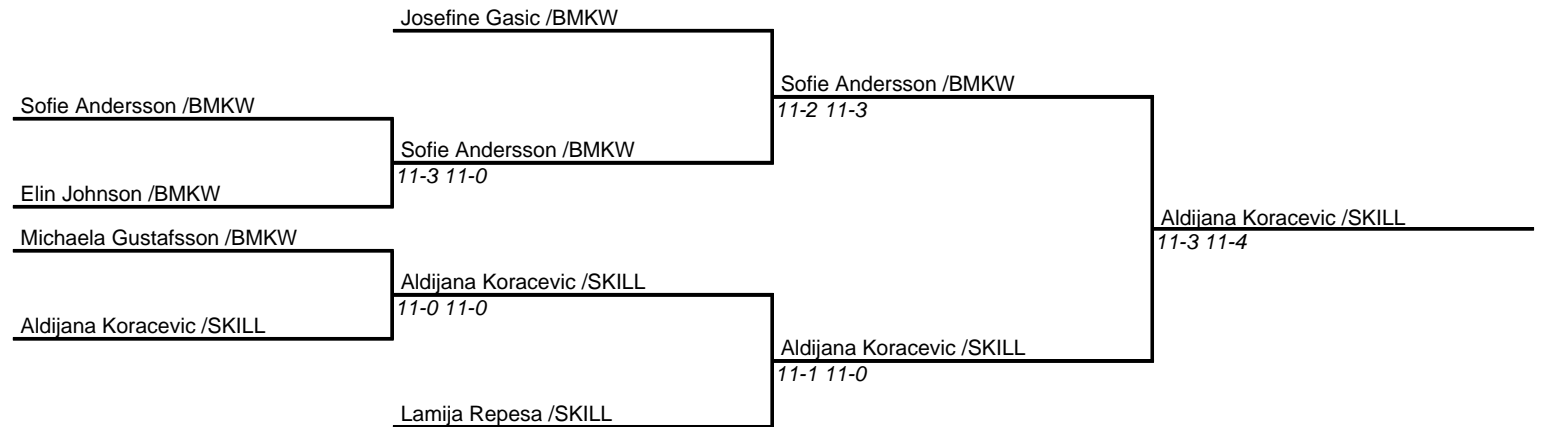 Josefine Gasic /BMKW
Sofie Andersson /BMKW
11-2 11-3
Sofie Andersson /BMKW
Sofie Andersson /BMKW
11-3 11-0
Elin Johnson /BMKW
Aldijana Koracevic /SKILL
11-3 11-4
Michaela Gustafsson /BMKW
Aldijana Koracevic /SKILL
11-0 11-0
Aldijana Koracevic /SKILL
Aldijana Koracevic /SKILL
11-1 11-0
Lamija Repesa /SKILL